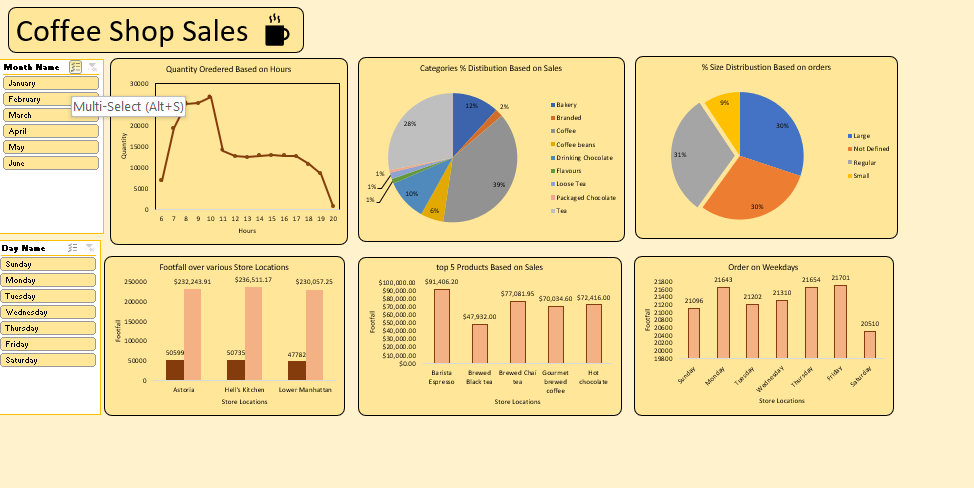 Coffee Shop Sales
Month Name
January
February
March
April
May
June
Multi-Select (Alt+S)
Day Name
Sunday
Monday
Tuesday
Wednesday
Thursday
Friday
Saturday
Quantity Oredered Based on Hours
30000
20000
15000
10000
5000
0
Quantity
6 7 8 9 10 11 12 13 14 15 16 17 18 19 20
Hours
Categories % Distibution Based on Sales
12%
2%
39%
6%
10%
1%
1%
1%
28%
Bakery
Branded
Coffee
Coffee beans
Drinking Chocolate
Flavours
Loose Tea
Packaged Chocolate
Tea
% Size Distribustion Based on orders
30%
30%
31%
9%
Large
Not Defined
Regular
Small
Footfall over various Store Locations
250000
200000
150000
100000
50000
0
Footfall
$232,243.91
$236,511.17
$230,057.25
50599
50735
47782
Astoria
Hell's Kitchen
Lower Manhattan
Store Locations
top 5 Products Based on Sales
$100,000.00
$90,000.00
$80,000.00
$70,000.00
$60,000.00
$50,000.00
$40,000.00
$30,000.00
$20,000.00
$10,000.00
$0.00
Footfall
$91,406.20
$47,932.00
$77,081.95
$70,034.60
$72,416.00
Barista
Espresso
Brewed
Black tea
Brewed Chai
tea
Gourmet
brewed
coffee
Hot
chocolate
Store Locations
Order on Weekdays
21800
21600
21400
21200
21000
20800
20600
20400
20200
20000
19800
Footfall
21096
21643
21202
21310
21654
21701
20510
Sunday
Monday
Tuesday
Wednesday
Thursday
Friday
Saturday
Store Locations